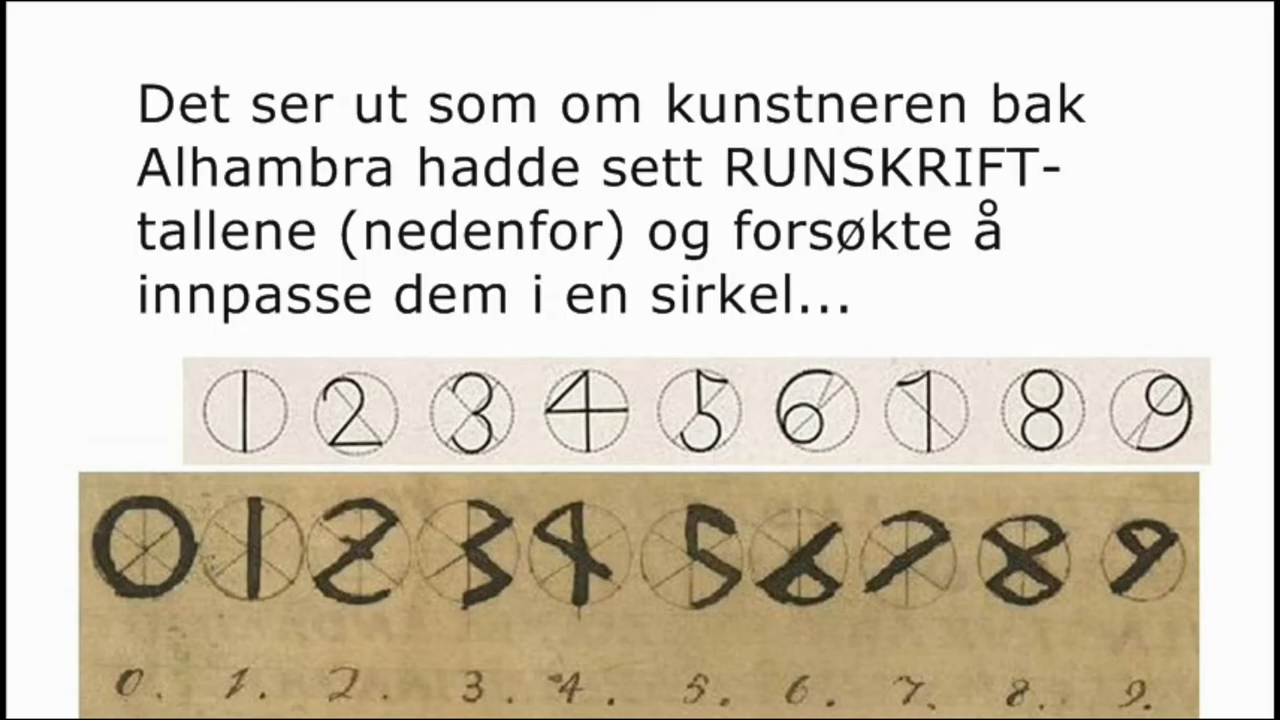 Det ser ut som om kunstneren bak
Alhambra hadde sett RUNSKRIFT-
tallene (nedenfor) og forsøkte å
innpasse dem i en sirkel...
1 2 3 4 5 6 7 8 9
0 1 2 3 4 5 6 7 8 9
0. 1. 2. 3. 4. 5. 6. 7. 8. 9.